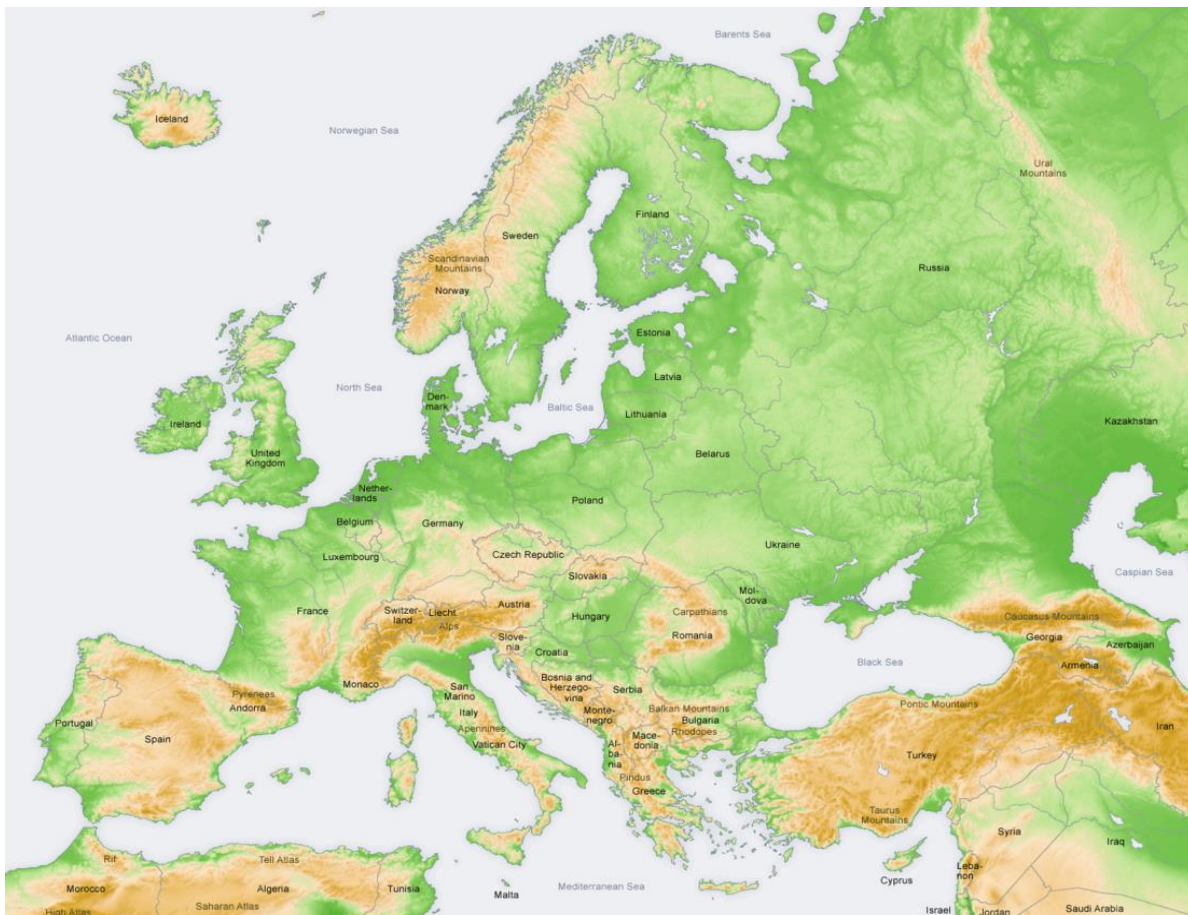 Barents Sea
Iceland
Norwegian Sea
Ural
Mountains
Finland
Sweden
Scandinavian
Mountains
Russia
Norway
Atlantic Ocean
Estonia
Latvia
North Sea
Den-
mark
Baltic Sea
Lithuania
Ireland
Kazakhstan
United
Kingdom
Belarus
Nether-
lands
Poland
Belgium
Germany
Luxembourg
Czech Republic
Ukraine
Slovakia
Caspian Sea
Mol-
dova
France
Switzer-
land
Liecht
Austria
Alps
Hungary
Carpathians
Romania
Caucasus Mountains
Georgia
Azerbaijan
Slove-
nia
Croatia
Black Sea
Armenia
Monaco
San
Marino
Bosnia and
Herzego-
vina
Serbia
Pyrenees
Andorra
Portugal
Spain
Italy
Apennines
Vatican City
Monte-
negro
Balkan Mountains
Bulgaria
Rhodopes
Pontic Mountains
Iran
Mace-
donia
Al-
ba-
nia
Turkey
Pindus
Greece
Taurus
Mountains
Syria
Iraq
Rif
Tell Atlas
Morocco
Algeria
Tunisia
Malta
Mediterranean Sea
Cyprus
Leba-
non
High Atlas
Saharan Atlas
Israel
Jordan
Saudi Arabia